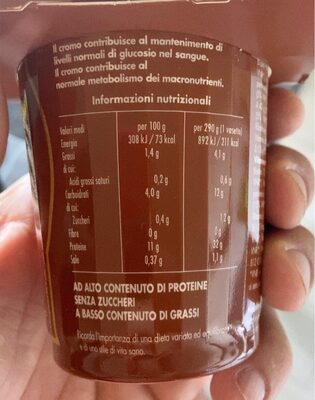 Il cromo contribuisce al mantenimento di
livelli normali di glucosio nel sangue.
Il cromo contribuisce al
normale metabolismo dei macronutrienti.
Informazioni nutrizionali
Valori medi per 100 g per 290 g (1 vasetto)
Energia 308 kJ / 73 kcal 892 kJ / 211 kcal
Grassi 1,4 g 4,1 g
di cui:
Acidi grassi saturi 0,2 g 0,6 g
Carboidrati 4,0 g 12 g
di cui:
Zuccheri 0,4 g 1,2 g
Fibre 0 g 0 g
Proteine 11 g 32 g
Sale 0,37 g 1,1 g
AD ALTO CONTENUTO DI PROTEINE
SENZA ZUCCHERI
A BASSO CONTENUTO DI GRASSI
Ricorda l'importanza di una dieta variata ed equilibrata
e di uno stile di vita sano.